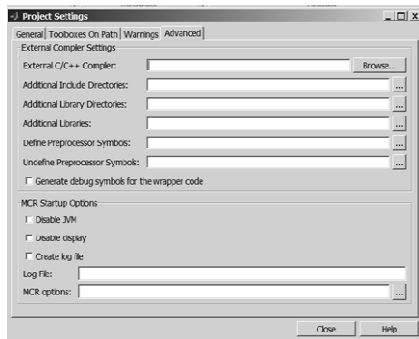 Project Settings
General Toolboxes On Path Warnings Advanced
External Compiler Settings
External C/C++ Compiler: Browse...
Additional Include Directories: ...
Additional Library Directories: ...
Additional Libraries: ...
Define Preprocessor Symbols: ...
Undefine Preprocessor Symbols: ...
Generate debug symbols for the wrapper code
MCR Startup Options
Disable JVM
Disable display
Create log file
Log File:
MCR options: ...
Close Help